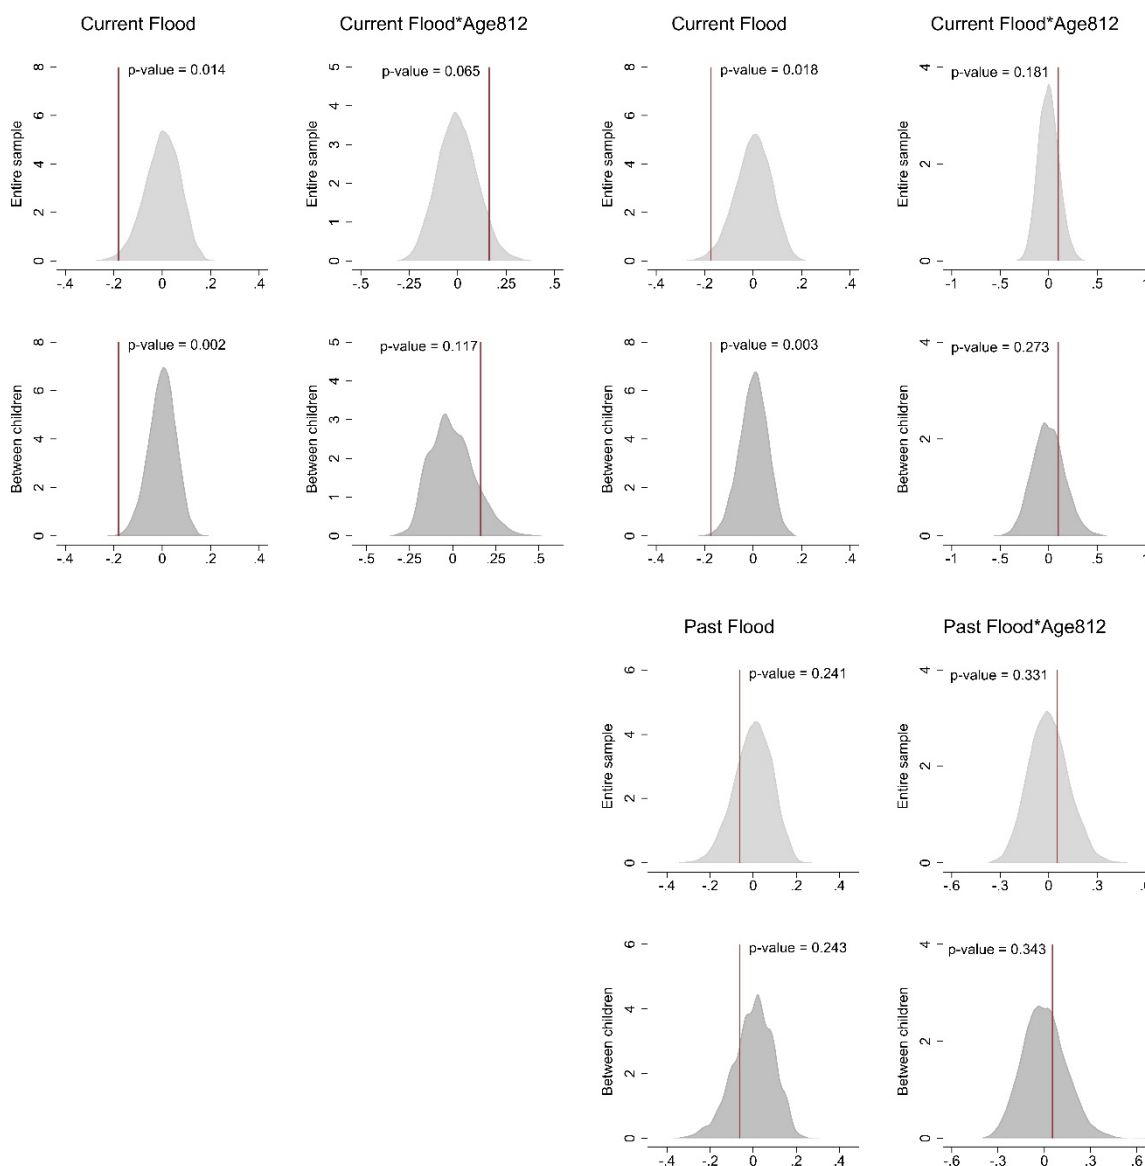 Current Flood
Current Flood*Age812
Current Flood
Current Flood*Age812
Entire sample
8
6
4
2
0
p-value = 0.014
-.4 -.2 0 .2 .4
Entire sample
5
4
3
2
1
0
p-value = 0.065
-.5 -.25 0 .25 .5
Entire sample
8
6
4
2
0
p-value = 0.018
-.4 -.2 0 .2 .4
Entire sample
4
2
0
p-value = 0.181
-1 -.5 0 .5 1
Between children
8
6
4
2
0
p-value = 0.002
-.4 -.2 0 .2 .4
Between children
5
4
3
2
1
0
p-value = 0.117
-.5 -.25 0 .25 .5
Between children
8
6
4
2
0
p-value = 0.003
-.4 -.2 0 .2 .4
Between children
4
2
0
p-value = 0.273
-1 -.5 0 .5 1
Past Flood
Past Flood*Age812
Entire sample
6
4
2
0
p-value = 0.241
-.4 -.2 0 .2 .4
Entire sample
4
2
0
p-value = 0.331
-.6 -.3 0 .3 .6
Between children
6
4
2
0
p-value = 0.243
-.4 -.2 0 .2 .4
Between children
4
2
0
p-value = 0.343
-.6 -.3 0 .3 .6